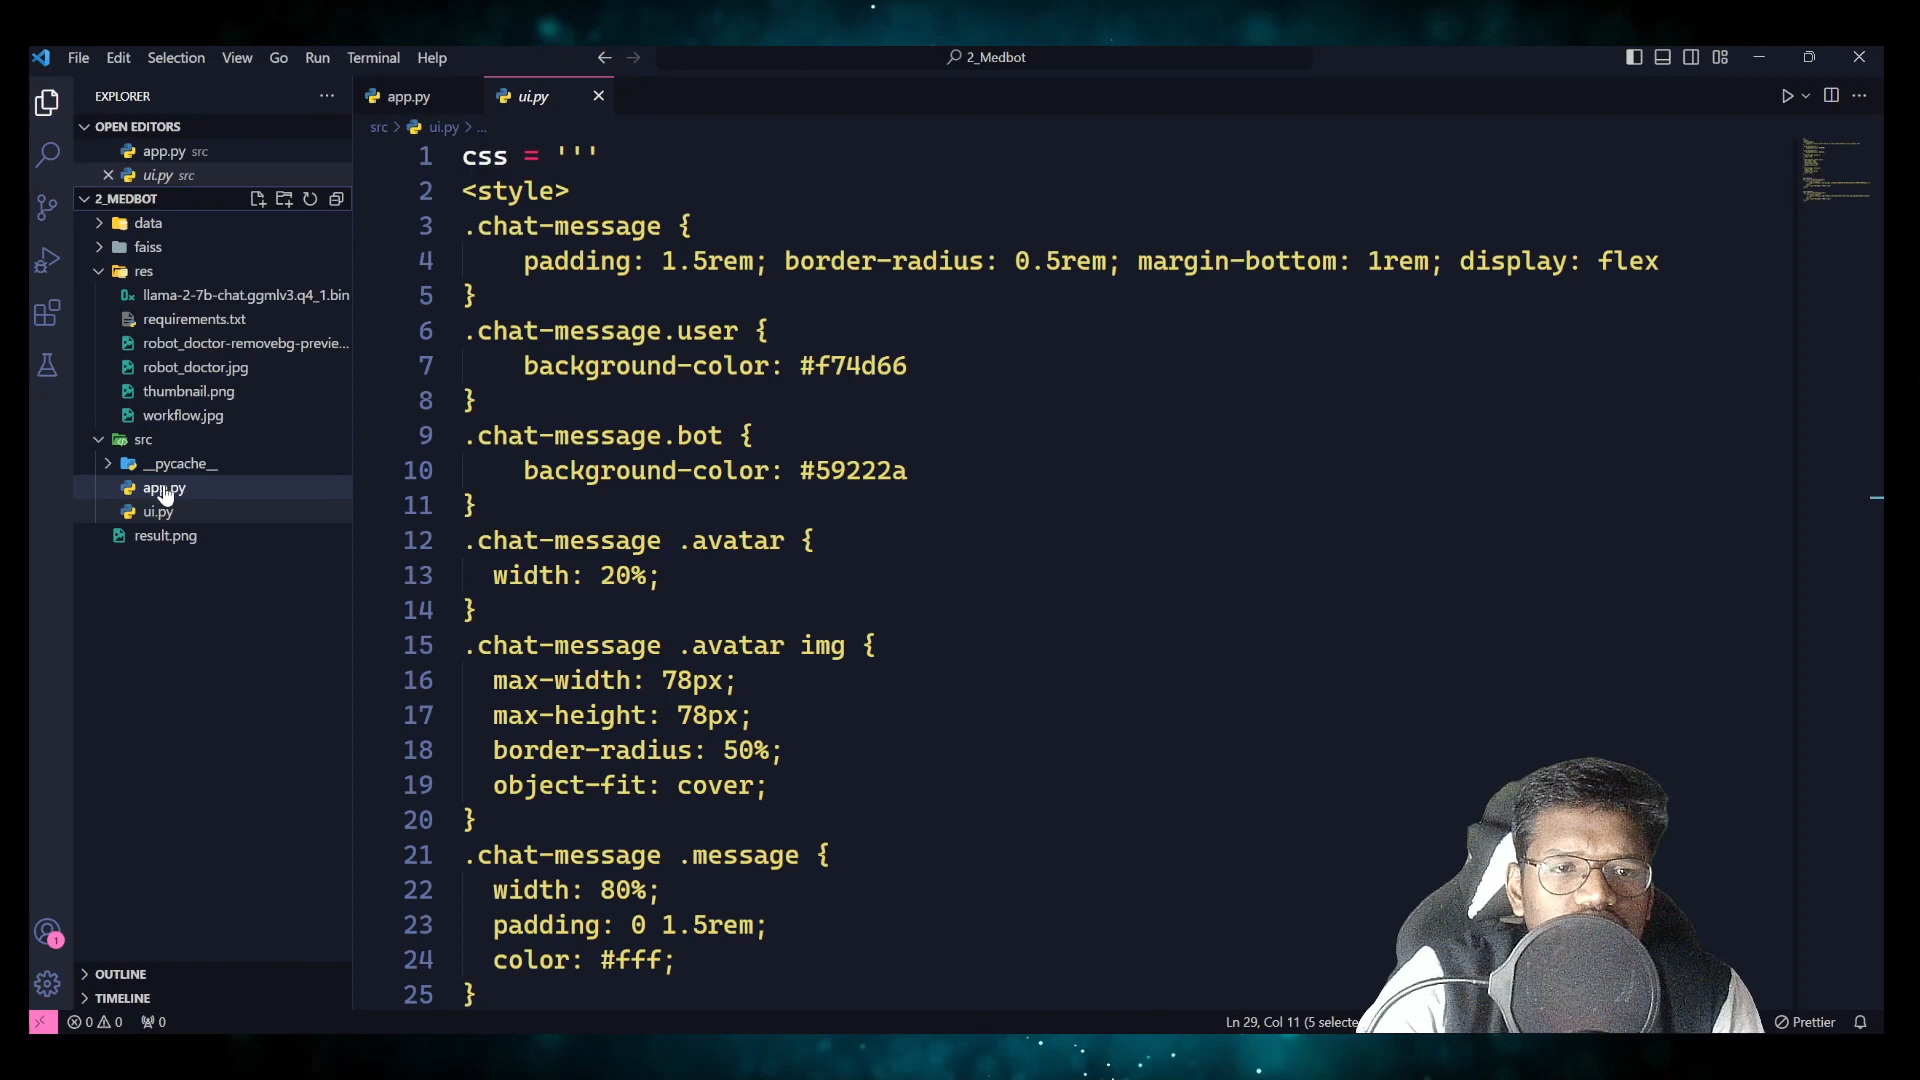 File Edit Selection View Go Run Terminal Help
2_Medbot
EXPLORER
OPEN EDITORS
app.py src
ui.py src
2_MEDBOT
data
faiss
res
llama-2-7b-chat.ggmlv3.q4_1.bin
requirements.txt
robot_doctor-removebg-previe...
robot_doctor.jpg
thumbnail.png
workflow.jpg
src
__pycache__
app.py
ui.py
result.png
OUTLINE
TIMELINE
app.py ui.py
src > ui.py > ...
1 css = '''
2 <style>
3 .chat-message {
4 padding: 1.5rem; border-radius: 0.5rem; margin-bottom: 1rem; display: flex
5 }
6 .chat-message.user {
7 background-color: #f74d66
8 }
9 .chat-message.bot {
10 background-color: #59222a
11 }
12 .chat-message .avatar {
13 width: 20%;
14 }
15 .chat-message .avatar img {
16 max-width: 78px;
17 max-height: 78px;
18 border-radius: 50%;
19 object-fit: cover;
20 }
21 .chat-message .message {
22 width: 80%;
23 padding: 0 1.5rem;
24 color: #fff;
25 }
1
0 0 0
Ln 29, Col 11 (5 selecte
Prettier